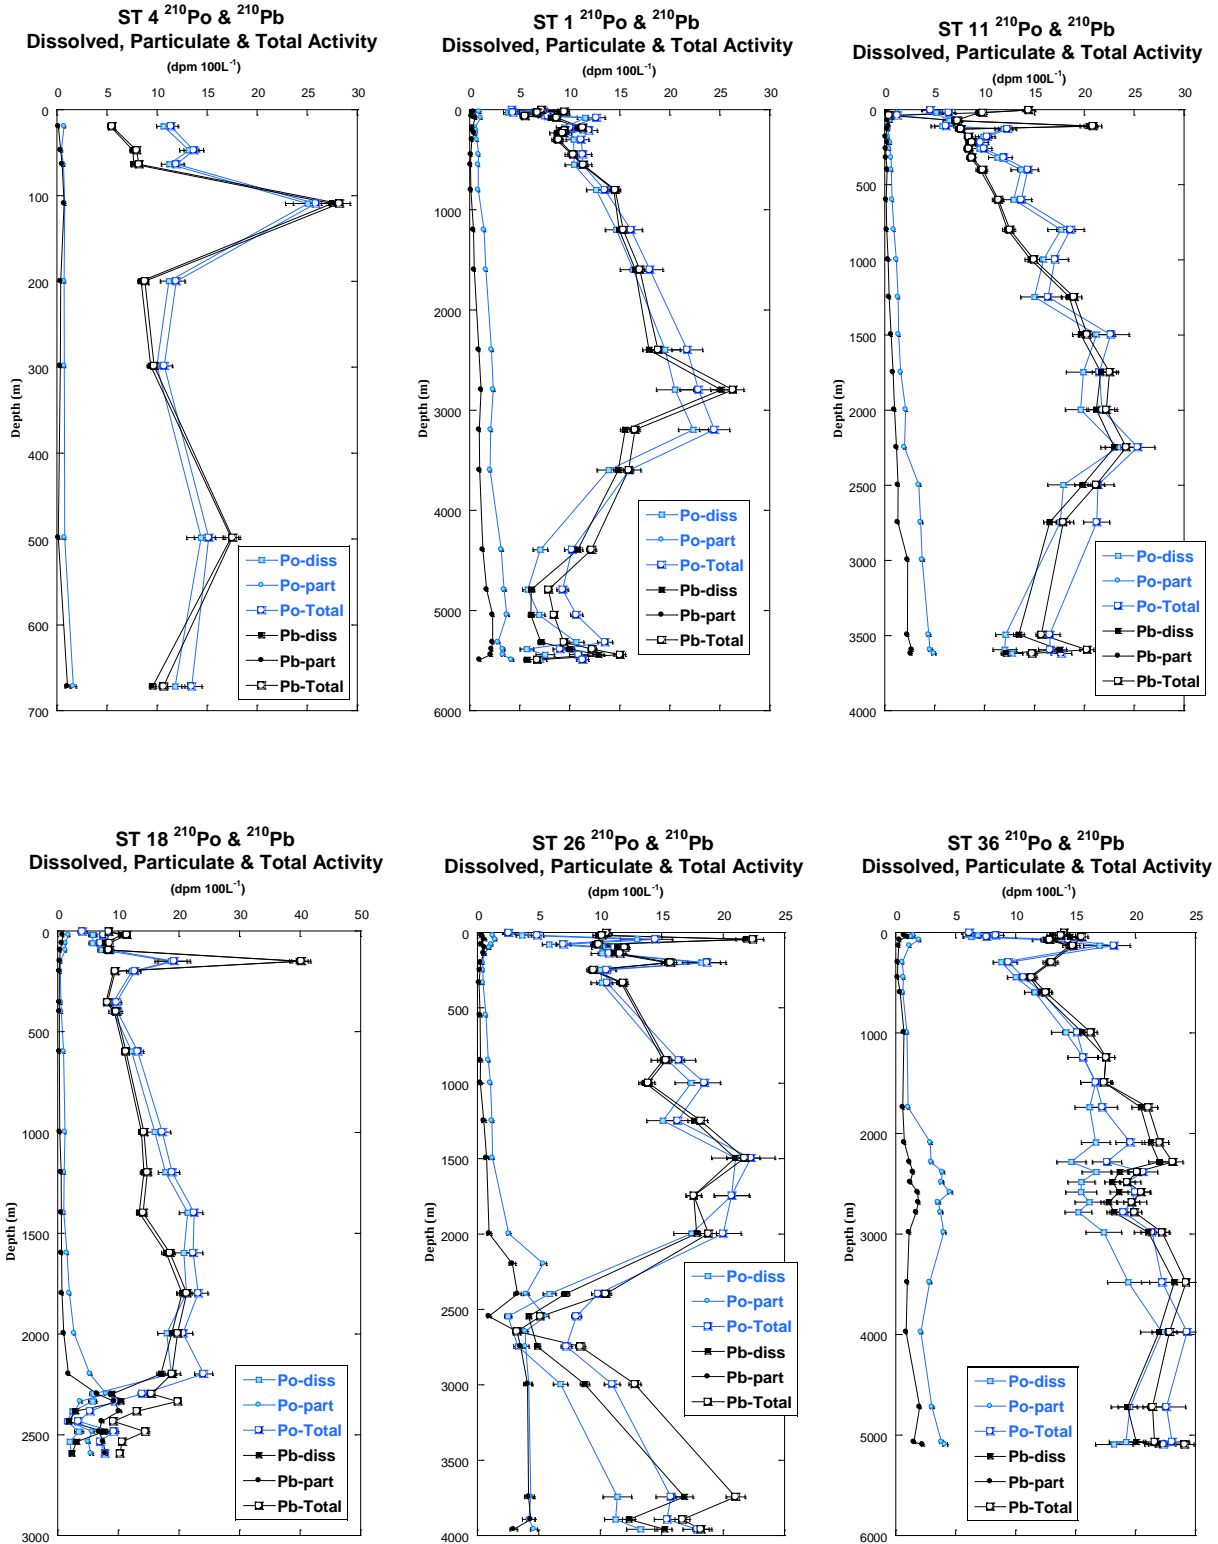 ST 4 ²¹⁰Po & ²¹⁰Pb
Dissolved, Particulate & Total Activity
(dpm 100L⁻¹)
0 5 10 15 20 25 30
0
100
200
300
400
500
600
700
Depth (m)
Po-diss
Po-part
Po-Total
Pb-diss
Pb-part
Pb-Total
ST 1 ²¹⁰Po & ²¹⁰Pb
Dissolved, Particulate & Total Activity
(dpm 100L⁻¹)
0 5 10 15 20 25 30
0
1000
2000
3000
4000
5000
6000
Depth (m)
Po-diss
Po-part
Po-Total
Pb-diss
Pb-part
Pb-Total
ST 11 ²¹⁰Po & ²¹⁰Pb
Dissolved, Particulate & Total Activity
(dpm 100L⁻¹)
0 5 10 15 20 25 30
0
500
1000
1500
2000
2500
3000
3500
4000
Depth (m)
Po-diss
Po-part
Po-Total
Pb-diss
Pb-part
Pb-Total
ST 18 ²¹⁰Po & ²¹⁰Pb
Dissolved, Particulate & Total Activity
(dpm 100L⁻¹)
0 10 20 30 40 50
0
500
1000
1500
2000
2500
3000
Depth (m)
Po-diss
Po-part
Po-Total
Pb-diss
Pb-part
Pb-Total
ST 26 ²¹⁰Po & ²¹⁰Pb
Dissolved, Particulate & Total Activity
(dpm 100L⁻¹)
0 5 10 15 20 25
0
500
1000
1500
2000
2500
3000
3500
4000
Depth (m)
Po-diss
Po-part
Po-Total
Pb-diss
Pb-part
Pb-Total
ST 36 ²¹⁰Po & ²¹⁰Pb
Dissolved, Particulate & Total Activity
(dpm 100L⁻¹)
0 5 10 15 20 25
0
1000
2000
3000
4000
5000
6000
Depth (m)
Po-diss
Po-part
Po-Total
Pb-diss
Pb-part
Pb-Total